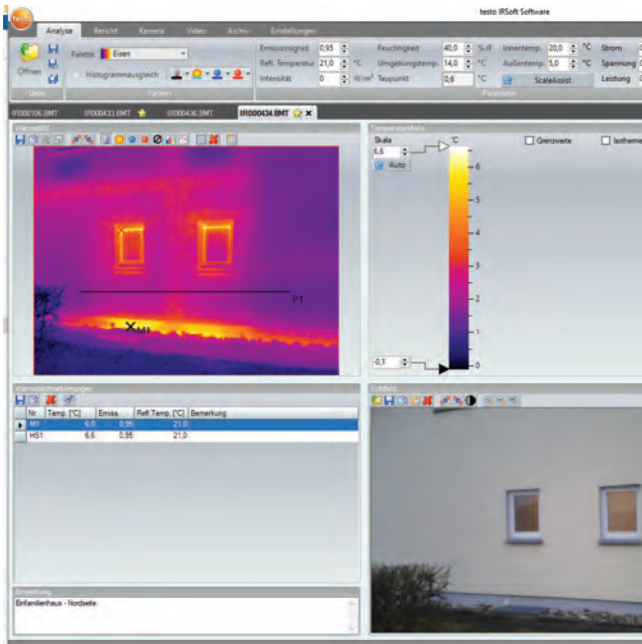 testo IRSoft Software
testo
Analyse Bericht Kamera Video Archiv Einstellungen
Öffnen
Palette Eisen
Histogrammausgleich
Datei
Farben
Emissionsgrad 0,95
Refl. Temperatur 21,0 °C
Intensität 0 W/m²
Feuchtigkeit 40,0 %rF
Umgebungstemp. 14,0 °C
Taupunkt 0,6 °C
Innentemp. 20,0 °C
Außentemp. 5,0 °C
ScaleAssist
Strom
Spannung
Leistung
Parameter
IR000106.BMT IR000433.BMT IR000436.BMT IR000434.BMT
Wärmebild
P1
M1
Temperaturskala
Skala °C
6,6
Auto
Grenzwerte
6
5
4
3
2
1
0
-0,1
Wärmebildmarkierungen
Nr Temp. [°C] Emiss. Refl. Temp. [°C] Bemerkung
M1 6,0 0,95 21,0
HS1 6,6 0,95 21,0
Echtbild
Bemerkung
Einfamilienhaus - Nordseite